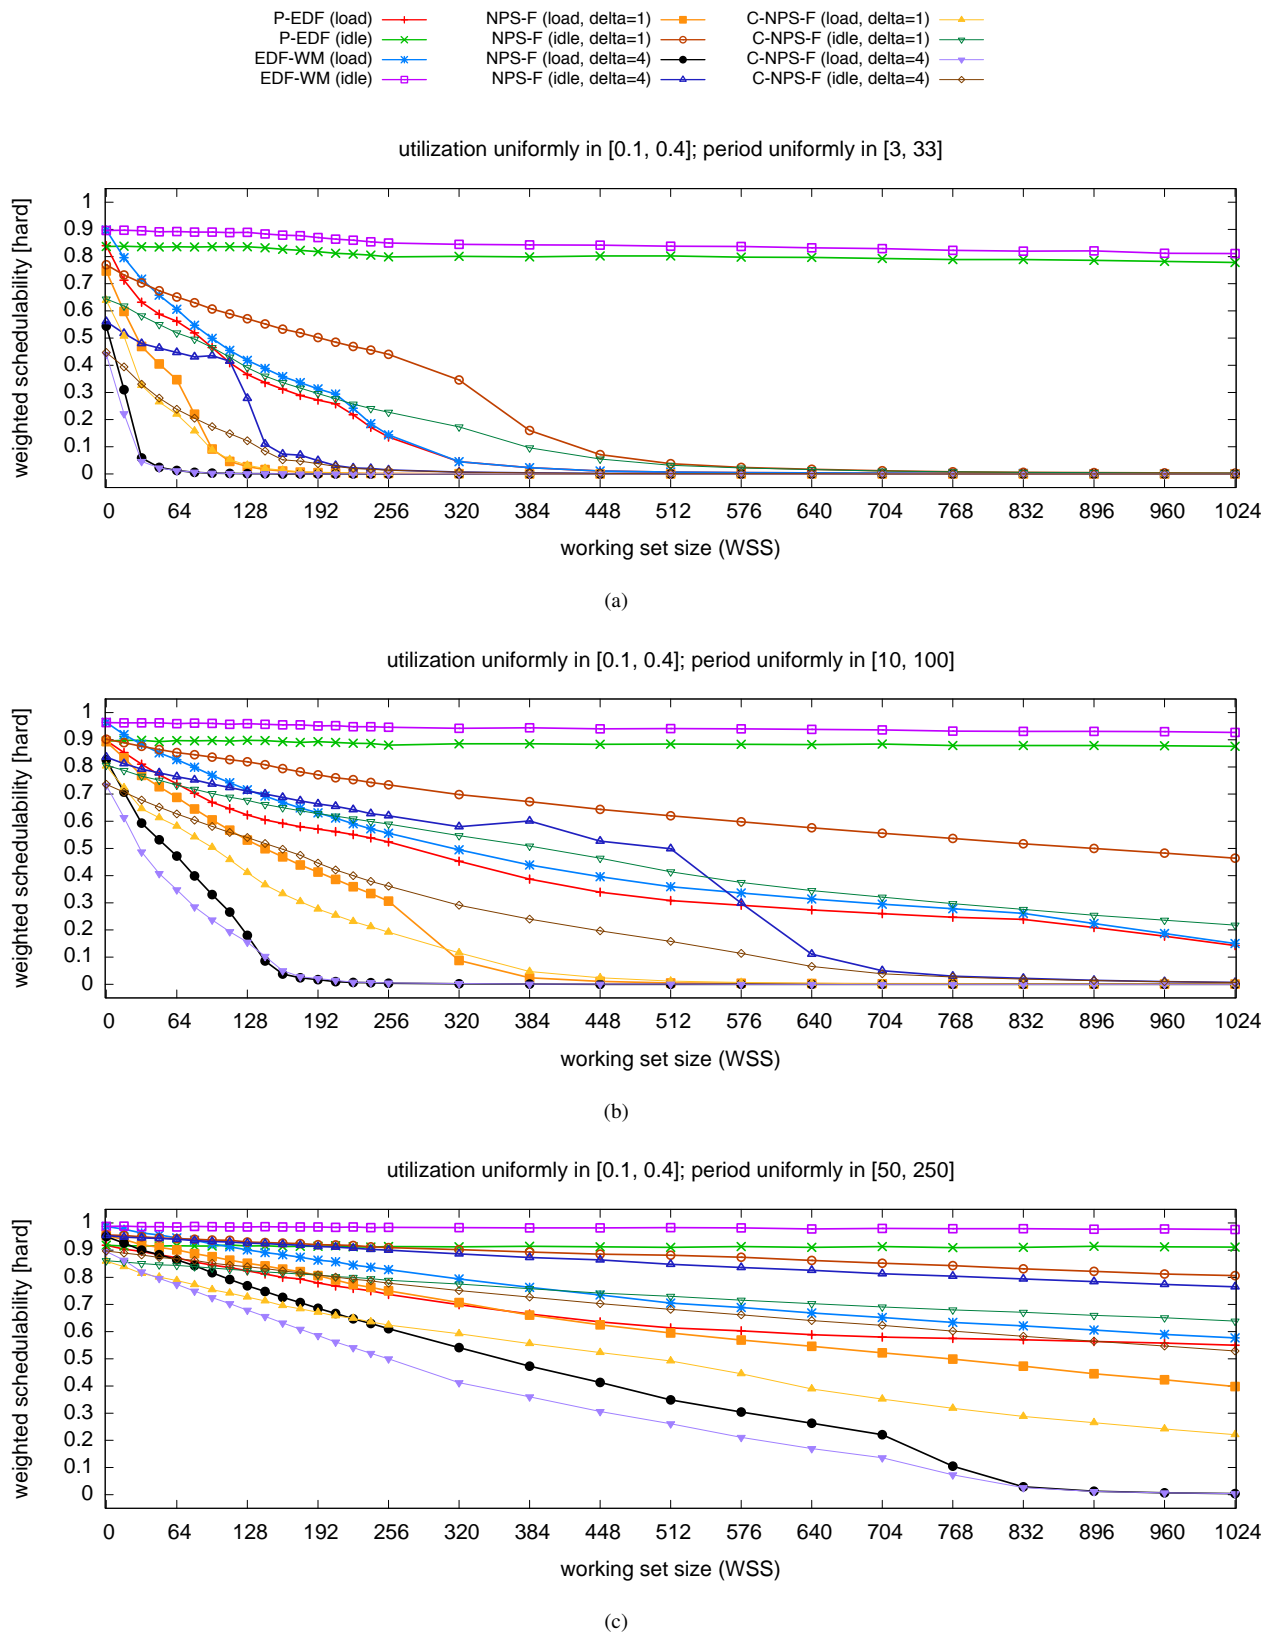 P-EDF (load)
P-EDF (idle)
EDF-WM (load)
EDF-WM (idle)
NPS-F (load, delta=1)
NPS-F (idle, delta=1)
NPS-F (load, delta=4)
NPS-F (idle, delta=4)
C-NPS-F (load, delta=1)
C-NPS-F (idle, delta=1)
C-NPS-F (load, delta=4)
C-NPS-F (idle, delta=4)
utilization uniformly in [0.1, 0.4]; period uniformly in [3, 33]
weighted schedulability [hard]
1
0.9
0.8
0.7
0.6
0.5
0.4
0.3
0.2
0.1
0
0 64 128 192 256 320 384 448 512 576 640 704 768 832 896 960 1024
working set size (WSS)
(a)
utilization uniformly in [0.1, 0.4]; period uniformly in [10, 100]
weighted schedulability [hard]
1
0.9
0.8
0.7
0.6
0.5
0.4
0.3
0.2
0.1
0
0 64 128 192 256 320 384 448 512 576 640 704 768 832 896 960 1024
working set size (WSS)
(b)
utilization uniformly in [0.1, 0.4]; period uniformly in [50, 250]
weighted schedulability [hard]
1
0.9
0.8
0.7
0.6
0.5
0.4
0.3
0.2
0.1
0
0 64 128 192 256 320 384 448 512 576 640 704 768 832 896 960 1024
working set size (WSS)
(c)